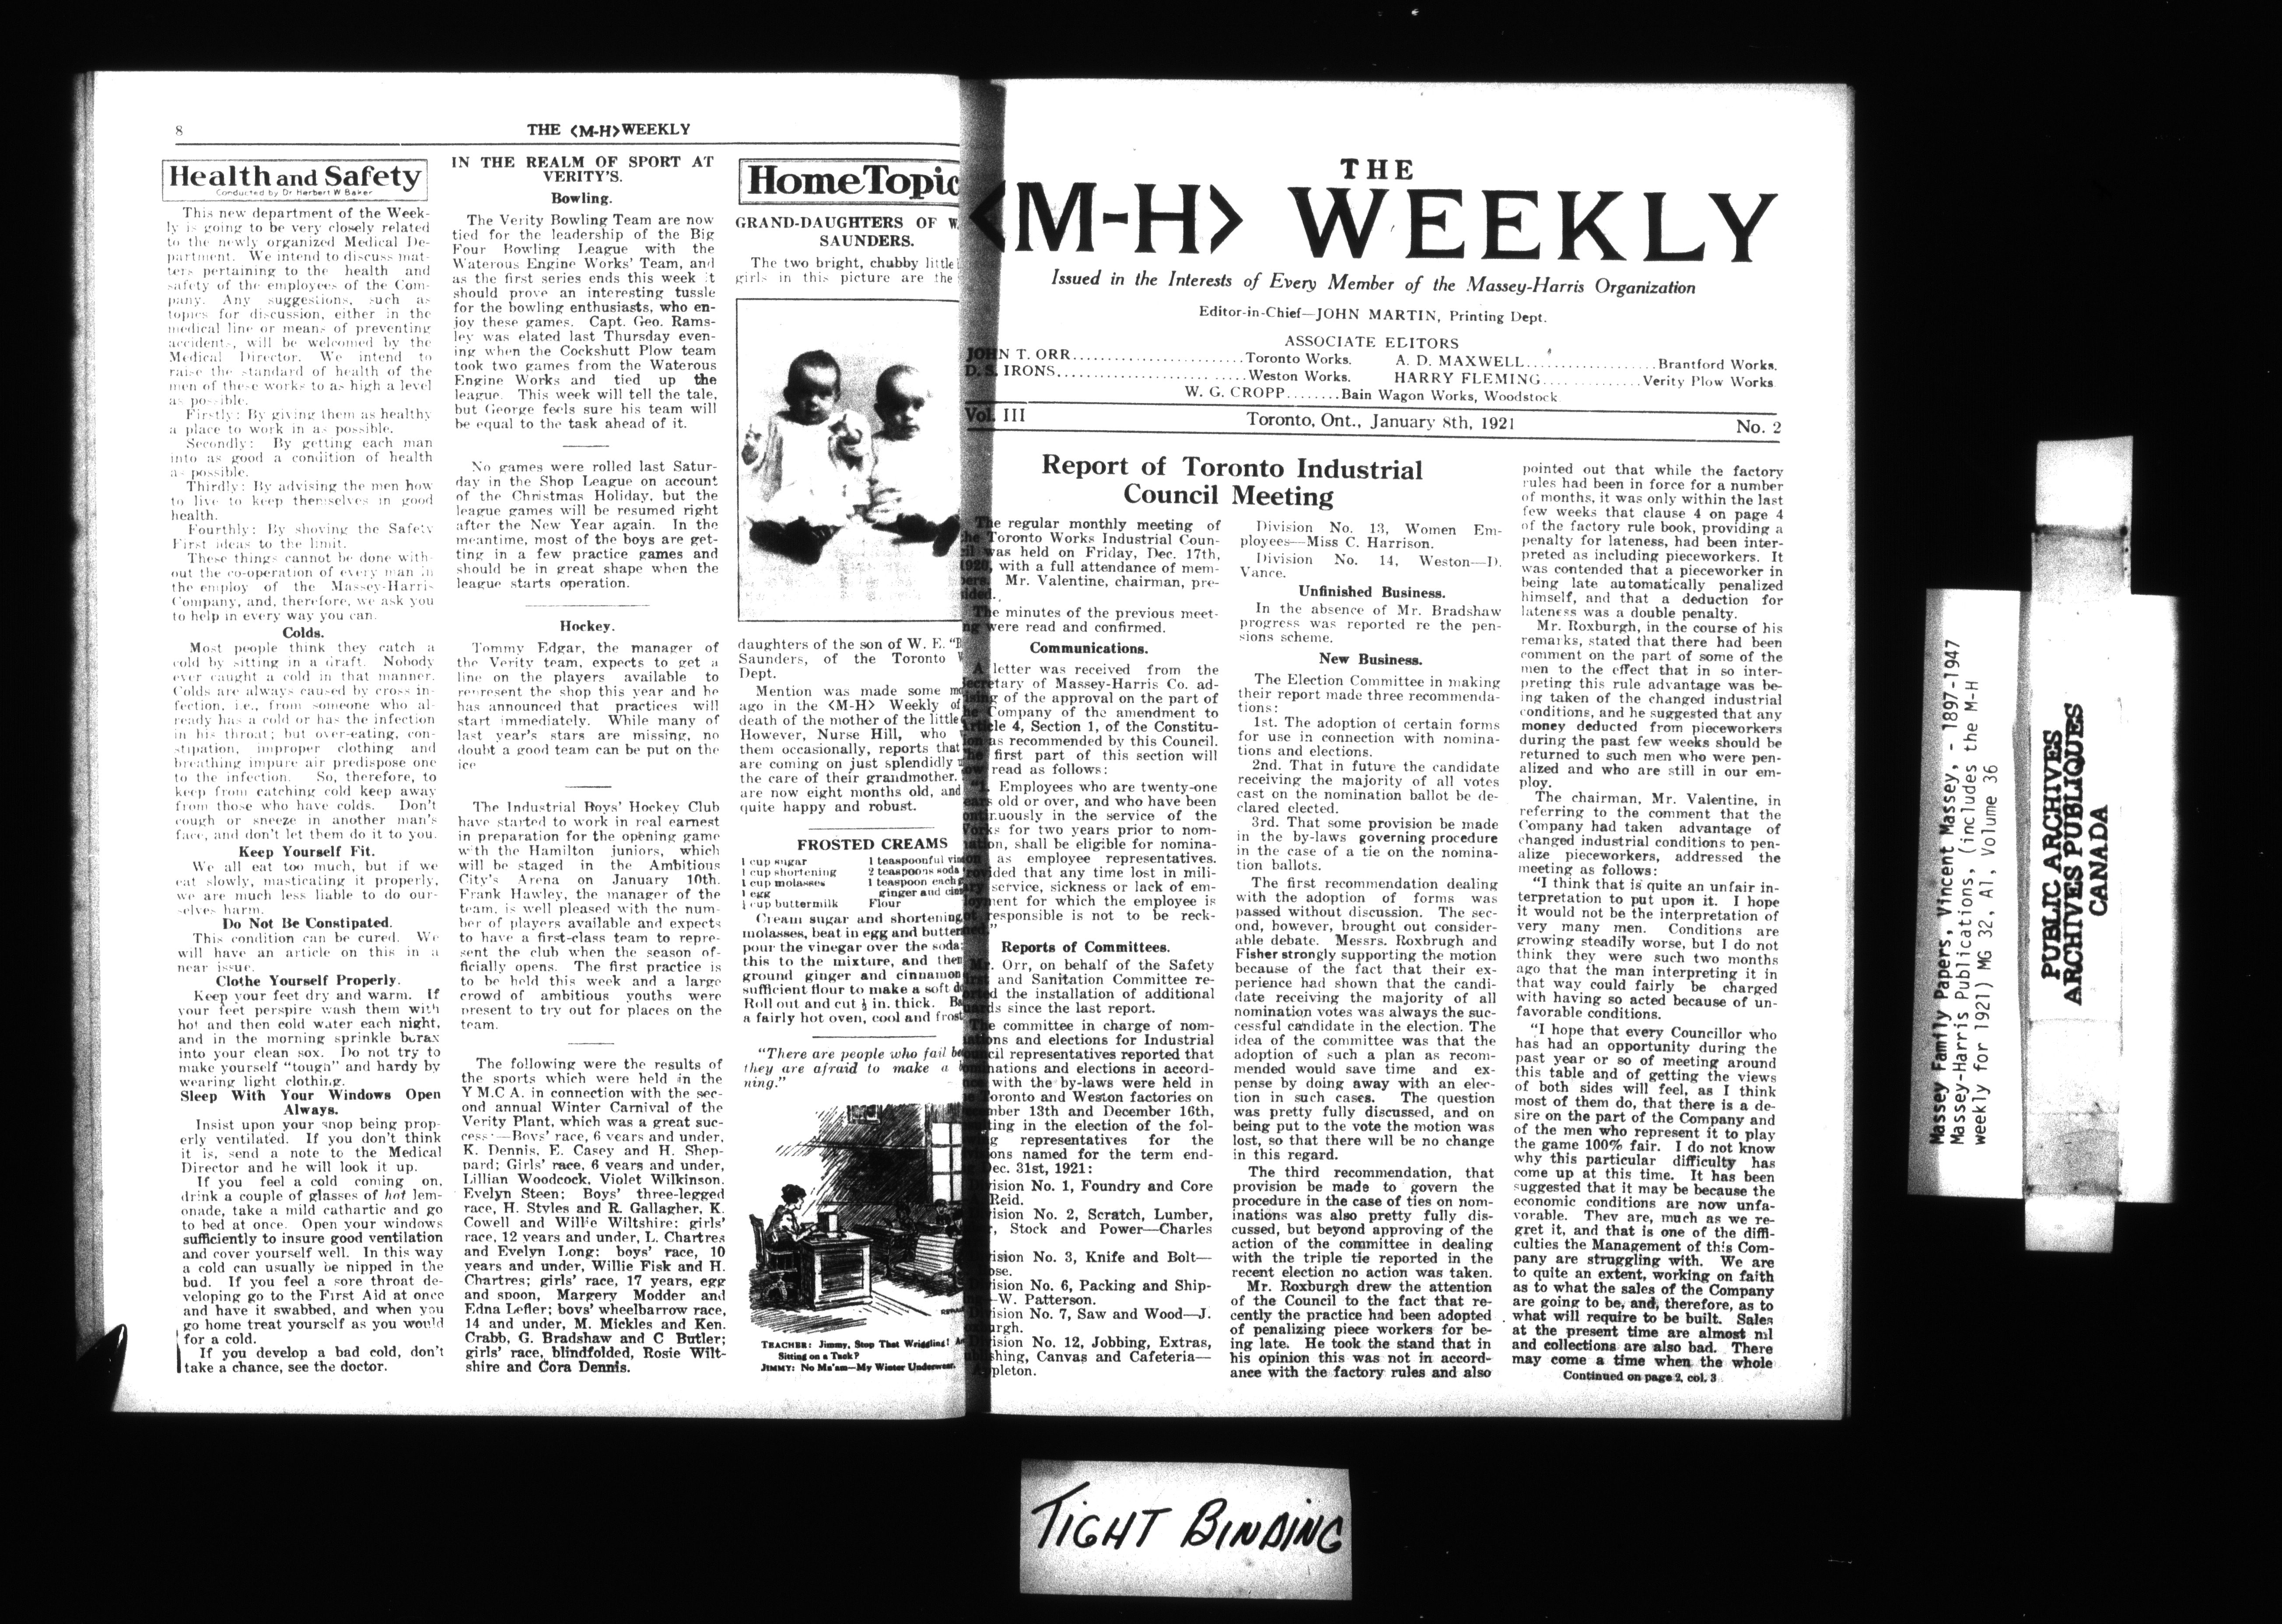 8
THE <M-H> WEEKLY
Health and Safety
Conducted by Dr Herbert W Baker
This new department of the Week-
ly is going to be very closely related
to the newly organized Medical De-
partment. We intend to discuss mat-
ters pertaining to the health and
safety of the employees of the Com-
pany. Any suggestions, such as
topics for discussion, either in the
medical line or means of preventing
accidents, will be welcomed by the
Medical Director. We intend to
raise the standard of health of the
men of these works to as high a level
as possible.
Firstly: By giving them as healthy
a place to work in as possible.
Secondly: By getting each man
into as good a condition of health
as possible.
Thirdly: By advising the men how
to live to keep themselves in good
health.
Fourthly: By shoving the Safety
First ideas to the limit.
These things cannot be done with-
out the co-operation of every man in
the employ of the Massey-Harris
Company, and, therefore, we ask you
to help in every way you can.
Colds.
Most people think they catch a
cold by sitting in a draft. Nobody
ever caught a cold in that manner.
Colds are always caused by cross in-
fection, i.e., from someone who al-
ready has a cold or has the infection
in his throat; but over-eating, con-
stipation, improper clothing and
breathing impure air predispose one
to the infection. So, therefore, to
keep from catching cold keep away
from those who have colds. Don't
cough or sneeze in another man's
face, and don't let them do it to you.
Keep Yourself Fit.
We all eat too much, but if we
eat slowly, masticating it properly,
we are much less liable to do our-
selves harm.
Do Not Be Constipated.
This condition can be cured. We
will have an article on this in a
near issue.
Clothe Yourself Properly.
Keep your feet dry and warm. If
your feet perspire wash them with
hot and then cold water each night,
and in the morning sprinkle borax
into your clean sox. Do not try to
make yourself "tough" and hardy by
wearing light clothing.
Sleep With Your Windows Open
Always.
Insist upon your shop being prop-
erly ventilated. If you don't think
it is, send a note to the Medical
Director and he will look it up.
If you feel a cold coming on,
drink a couple of glasses of hot lem-
onade, take a mild cathartic and go
to bed at once. Open your windows
sufficiently to insure good ventilation
and cover yourself well. In this way
a cold can usually be nipped in the
bud. If you feel a sore throat de-
veloping go to the First Aid at once
and have it swabbed, and when you
go home treat yourself as you would
for a cold.
If you develop a bad cold, don't
take a chance, see the doctor.
IN THE REALM OF SPORT AT
VERITY'S.
Bowling.
The Verity Bowling Team are now
tied for the leadership of the Big
Four Bowling League with the
Waterous Engine Works' Team, and
as the first series ends this week it
should prove an interesting tussle
for the bowling enthusiasts, who en-
joy these games. Capt. Geo. Rams-
ley was elated last Thursday even-
ing when the Cockshutt Plow team
took two games from the Waterous
Engine Works and tied up the
league. This week will tell the tale,
but George feels sure his team will
be equal to the task ahead of it.
No games were rolled last Satur-
day in the Shop League on account
of the Christmas Holiday, but the
league games will be resumed right
after the New Year again. In the
meantime, most of the boys are get-
ting in a few practice games and
should be in great shape when the
league starts operation.
Hockey.
Tommy Edgar, the manager of
the Verity team, expects to get a
line on the players available to
represent the shop this year and he
has announced that practices will
start immediately. While many of
last year's stars are missing, no
doubt a good team can be put on the
ice
The Industrial Boys' Hockey Club
have started to work in real earnest
in preparation for the opening game
with the Hamilton juniors, which
will be staged in the Ambitious
City's Arena on January 10th.
Frank Hawley, the manager of the
team, is well pleased with the num-
ber of players available and expects
to have a first-class team to repre-
sent the club when the season of-
ficially opens. The first practice is
to be held this week and a large
crowd of ambitious youths were
present to try out for places on the
team.
The following were the results of
the sports which were held in the
Y.M.C.A. in connection with the sec-
ond annual Winter Carnival of the
Verity Plant, which was a great suc-
cess:—Boys' race, 6 years and under,
K. Dennis, E. Casey and H. Shep-
pard; Girls' race, 6 years and under,
Lillian Woodcock, Violet Wilkinson.
Evelyn Steen; Boys' three-legged
race, H. Styles and R. Gallagher, K.
Cowell and Willie Wiltshire; girls'
race, 12 years and under, L. Chartres
and Evelyn Long; boys' race, 10
years and under, Willie Fisk and H.
Chartres; girls' race, 17 years, egg
and spoon, Margery Modder and
Edna Lefler; boys' wheelbarrow race,
14 and under, M. Mickles and Ken.
Crabb, G. Bradshaw and C Butler;
girls' race, blindfolded, Rosie Wilt-
shire and Cora Dennis.
Home Topic
GRAND-DAUGHTERS OF W.
SAUNDERS.
The two bright, chubby little
girls in this picture are the
daughters of the son of W. E. "B
Saunders, of the Toronto
Dept.
Mention was made some
ago in the <M-H> Weekly of
death of the mother of the little
However, Nurse Hill, who
them occasionally, reports that
are coming on just splendidly
the care of their grandmother.
are now eight months old, and
quite happy and robust.
FROSTED CREAMS
1 cup sugar 1 teaspoonful
1 cup shortening 2 teaspoons soda
1 cup molasses 1 teaspoon each
1 egg ginger and
cup buttermilk Flour
Cream sugar and shortening,
molasses, beat in egg and butter
pour the vinegar over the soda;
this to the mixture, and then
ground ginger and cinnamon
sufficient flour to make a soft
Roll out and cut ½ in. thick.
a fairly hot oven, cool and frost
"There are people who fail
they are afraid to make a
ning."
TEACHER: Jimmy, Stop That Wriggling!
Sitting on a Tack?
JIMMY: No Ma'am—My Winter Underwear.
THE
<M-H> WEEKLY
Issued in the Interests of Every Member of the Massey-Harris Organization
Editor-in-Chief—JOHN MARTIN, Printing Dept.
ASSOCIATE EDITORS
JOHN T. ORR........................Toronto Works. A. D. MAXWELL..................Brantford Works.
D. S. IRONS..........................Weston Works. HARRY FLEMING.............Verity Plow Works
W. G. CROPP........Bain Wagon Works, Woodstock
Vol. III Toronto, Ont., January 8th, 1921 No. 2
Report of Toronto Industrial
Council Meeting
The regular monthly meeting of
the Toronto Works Industrial Coun-
cil was held on Friday, Dec. 17th,
1920, with a full attendance of mem-
bers. Mr. Valentine, chairman, pre-
sided.
The minutes of the previous meet-
ing were read and confirmed.
Communications.
A letter was received from the
Secretary of Massey-Harris Co. ad-
vising of the approval on the part of
the Company of the amendment to
Article 4, Section 1, of the Constitu-
tion as recommended by this Council.
The first part of this section will
now read as follows:
"1. Employees who are twenty-one
years old or over, and who have been
continuously in the service of the
Works for two years prior to nom-
ination, shall be eligible for nomina-
tion as employee representatives.
Provided that any time lost in mili-
tary service, sickness or lack of em-
ployment for which the employee is
not responsible is not to be reck-
oned."
Reports of Committees.
Mr. Orr, on behalf of the Safety
First and Sanitation Committee re-
ported the installation of additional
guards since the last report.
The committee in charge of nom-
inations and elections for Industrial
Council representatives reported that
nominations and elections in accord-
ance with the by-laws were held in
the Toronto and Weston factories on
December 13th and December 16th,
resulting in the election of the fol-
lowing representatives for the
divisions named for the term end-
ing Dec. 31st, 1921:
Division No. 1, Foundry and Core
Reid.
Division No. 2, Scratch, Lumber,
Stock and Power—Charles
Division No. 3, Knife and Bolt—
Division No. 6, Packing and Ship-
ping—W. Patterson.
Division No. 7, Saw and Wood—J.
Roxburgh.
Division No. 12, Jobbing, Extras,
Canvas and Cafeteria—
Division No. 13, Women Em-
ployees—Miss C. Harrison.
Division No. 14, Weston—D.
Vance.
Unfinished Business.
In the absence of Mr. Bradshaw
progress was reported re the pen-
sions scheme.
New Business.
The Election Committee in making
their report made three recommenda-
tions:
1st. The adoption of certain forms
for use in connection with nomina-
tions and elections.
2nd. That in future the candidate
receiving the majority of all votes
cast on the nomination ballot be de-
clared elected.
3rd. That some provision be made
in the by-laws governing procedure
in the case of a tie on the nomina-
tion ballots.
The first recommendation dealing
with the adoption of forms was
passed without discussion. The sec-
ond, however, brought out consider-
able debate. Messrs. Roxbrugh and
Fisher strongly supporting the motion
because of the fact that their ex-
perience had shown that the candi-
date receiving the majority of all
nomination votes was always the suc-
cessful candidate in the election. The
idea of the committee was that the
adoption of such a plan as recom-
mended would save time and ex-
pense by doing away with an elec-
tion in such cases. The question
was pretty fully discussed, and on
being put to the vote the motion was
lost, so that there will be no change
in this regard.
The third recommendation, that
provision be made to govern the
procedure in the case of ties on nom-
inations was also pretty fully dis-
cussed, but beyond approving of the
action of the committee in dealing
with the triple tie reported in the
recent election no action was taken.
Mr. Roxburgh drew the attention
of the Council to the fact that re-
cently the practice had been adopted
of penalizing piece workers for be-
ing late. He took the stand that in
his opinion this was not in accord-
ance with the factory rules and also
pointed out that while the factory
rules had been in force for a number
of months, it was only within the last
few weeks that clause 4 on page 4
of the factory rule book, providing a
penalty for lateness, had been inter-
preted as including pieceworkers. It
was contended that a pieceworker in
being late automatically penalized
himself, and that a deduction for
lateness was a double penalty.
Mr. Roxburgh, in the course of his
remarks, stated that there had been
comment on the part of some of the
men to the effect that in so inter-
preting this rule advantage was be-
ing taken of the changed industrial
conditions, and he suggested that any
money deducted from pieceworkers
during the past few weeks should be
returned to such men who were pen-
alized and who are still in our em-
ploy.
The chairman, Mr. Valentine, in
referring to the comment that the
Company had taken advantage of
changed industrial conditions to pen-
alize pieceworkers, addressed the
meeting as follows:
"I think that is quite an unfair in-
terpretation to put upon it. I hope
it would not be the interpretation of
very many men. Conditions are
growing steadily worse, but I do not
think they were such two months
ago that the man interpreting it in
that way could fairly be charged
with having so acted because of un-
favorable conditions.
"I hope that every Councillor who
has had an opportunity during the
past year or so of meeting around
this table and of getting the views
of both sides will feel, as I think
most of them do, that there is a de-
sire on the part of the Company and
of the men who represent it to play
the game 100% fair. I do not know
why this particular difficulty has
come up at this time. It has been
suggested that it may be because the
economic conditions are now unfa-
vorable. They are, much as we re-
gret it, and that is one of the diffi-
culties the Management of this Com-
pany are struggling with. We are
to quite an extent, working on faith
as to what the sales of the Company
are going to be, and, therefore, as to
what will require to be built. Sales
at the present time are almost nil
and collections are also bad. There
may come a time when the whole
Continued on page 2, col. 3
Massey Family Papers, Vincent Massey, - 1897-1947
Massey-Harris Publications, (includes the M-H
weekly for 1921) MG 32, A1, Volume 36
PUBLIC ARCHIVES
ARCHIVES PUBLIQUES
CANADA
TIGHT BINDING